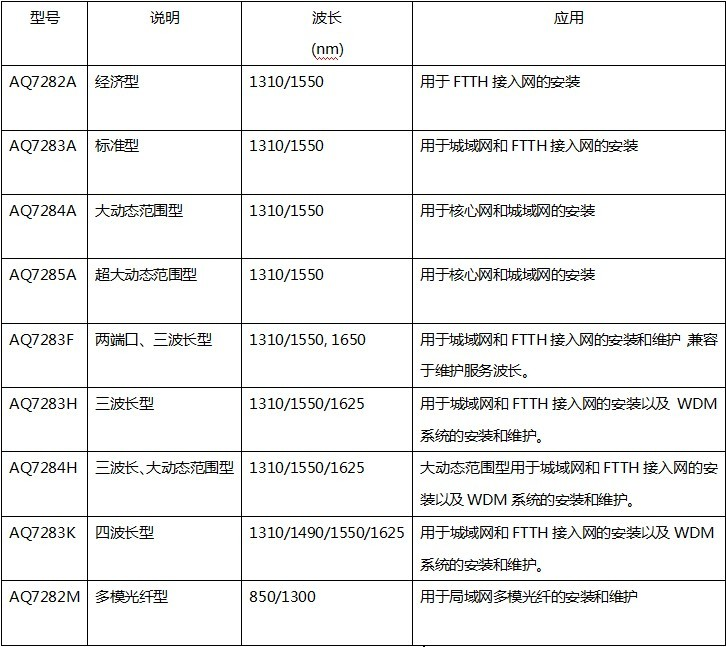 型号 说明 波长 应用
(nm)
AQ7282A 经济型 1310/1550 用于 FTTH 接入网的安装
AQ7283A 标准型 1310/1550 用于城域网和 FTTH 接入网的安装
AQ7284A 大动态范围型 1310/1550 用于核心网和城域网的安装
AQ7285A 超大动态范围型 1310/1550 用于核心网和城域网的安装
AQ7283F 两端口、三波长型 1310/1550, 1650 用于城域网和 FTTH 接入网的安装和维护,兼容
于维护服务波长。
AQ7283H 三波长型 1310/1550/1625 用于城域网和 FTTH 接入网的安装以及 WDM
系统的安装和维护。
AQ7284H 三波长、大动态范围型 1310/1550/1625 大动态范围型用于城域网和 FTTH 接入网的安
装以及 WDM 系统的安装和维护。
AQ7283K 四波长型 1310/1490/1550/1625 用于城域网和 FTTH 接入网的安装以及 WDM
系统的安装和维护。
AQ7282M 多模光纤型 850/1300 用于局域网多模光纤的安装和维护